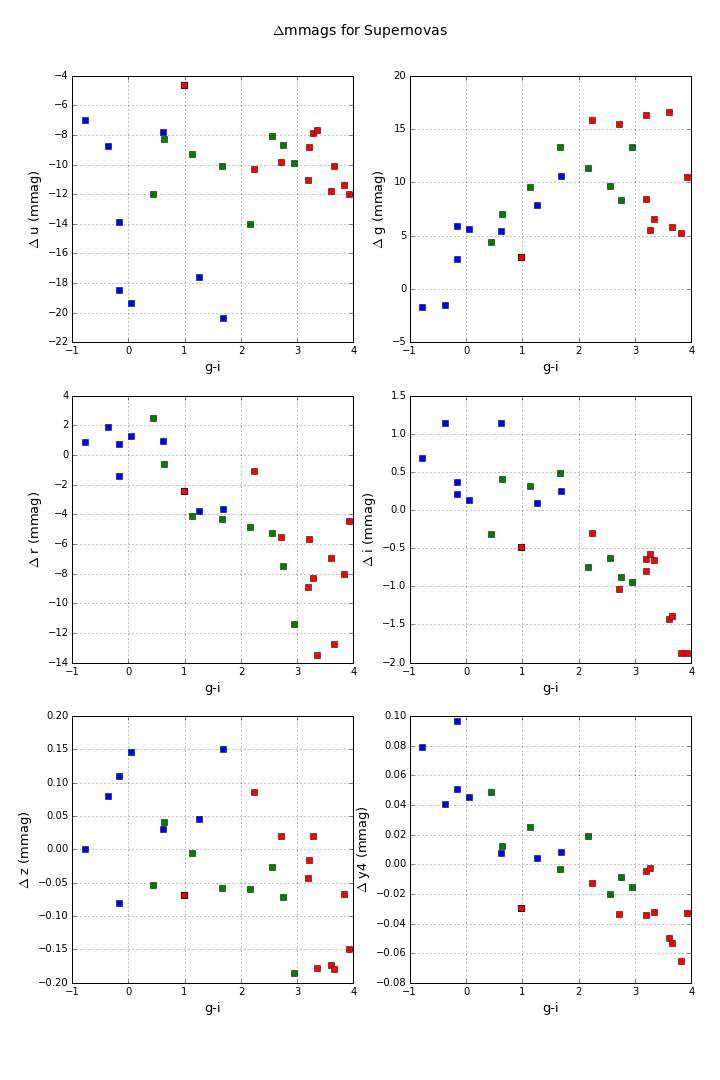 Δmmags for Supernovas
−4
−6
−8
−10
−12
−14
−16
−18
−20
−22
Δ u (mmag)
−1 0 1 2 3 4
g-i
20
15
10
5
0
−5
Δ g (mmag)
−1 0 1 2 3 4
g-i
4
2
0
−2
−4
−6
−8
−10
−12
−14
Δ r (mmag)
−1 0 1 2 3 4
g-i
1.5
1.0
0.5
0.0
−0.5
−1.0
−1.5
−2.0
Δ i (mmag)
−1 0 1 2 3 4
g-i
0.20
0.15
0.10
0.05
0.00
−0.05
−0.10
−0.15
−0.20
Δ z (mmag)
−1 0 1 2 3 4
g-i
0.10
0.08
0.06
0.04
0.02
0.00
−0.02
−0.04
−0.06
−0.08
Δ y4 (mmag)
−1 0 1 2 3 4
g-i